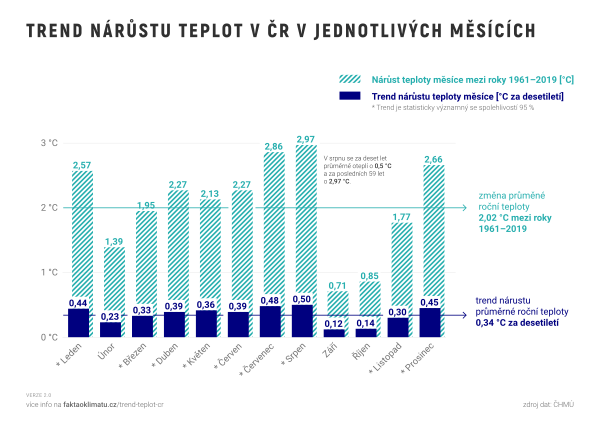 TREND NÁRŮSTU TEPLOT V ČR V JEDNOTLIVÝCH MĚSÍCÍCH
Nárůst teploty měsíce mezi roky 1961–2019 [°C]
Trend nárůstu teploty měsíce [°C za desetiletí]
* Trend je statisticky významný se spolehlivostí 95 %
3 °C
2 °C
1 °C
0 °C
2,57
1,39
1,95
2,27
2,13
2,27
2,86
2,97
0,71
0,85
1,77
2,66
V srpnu se za deset let
průměrně oteplí o 0,5 °C
a za posledních 59 let
o 2,97 °C
0,44
0,23
0,33
0,39
0,36
0,39
0,48
0,50
0,12
0,14
0,30
0,45
změna průměrné
roční teploty
2,02 °C mezi roky
1961–2019
trend nárustu
průměrné roční teploty
0,34 °C za desetiletí
* Leden
Únor
* Březen
* Duben
* Květen
* Červen
* Červenec
* Srpen
Září
Říjen
* Listopad
* Prosinec
více info na faktaoklimatu.cz/trend-teplot-cr
zdroj dat: ČHMÚ